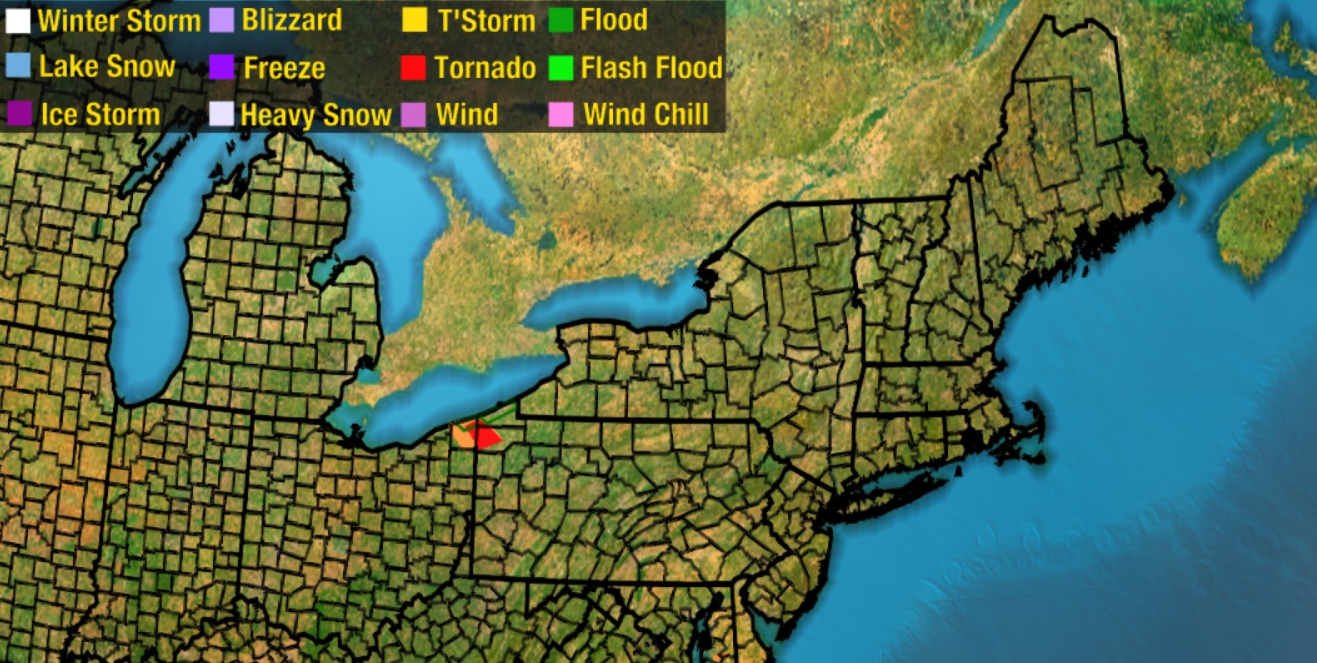 Winter Storm Blizzard T'Storm Flood
Lake Snow Freeze Tornado Flash Flood
Ice Storm Heavy Snow Wind Wind Chill